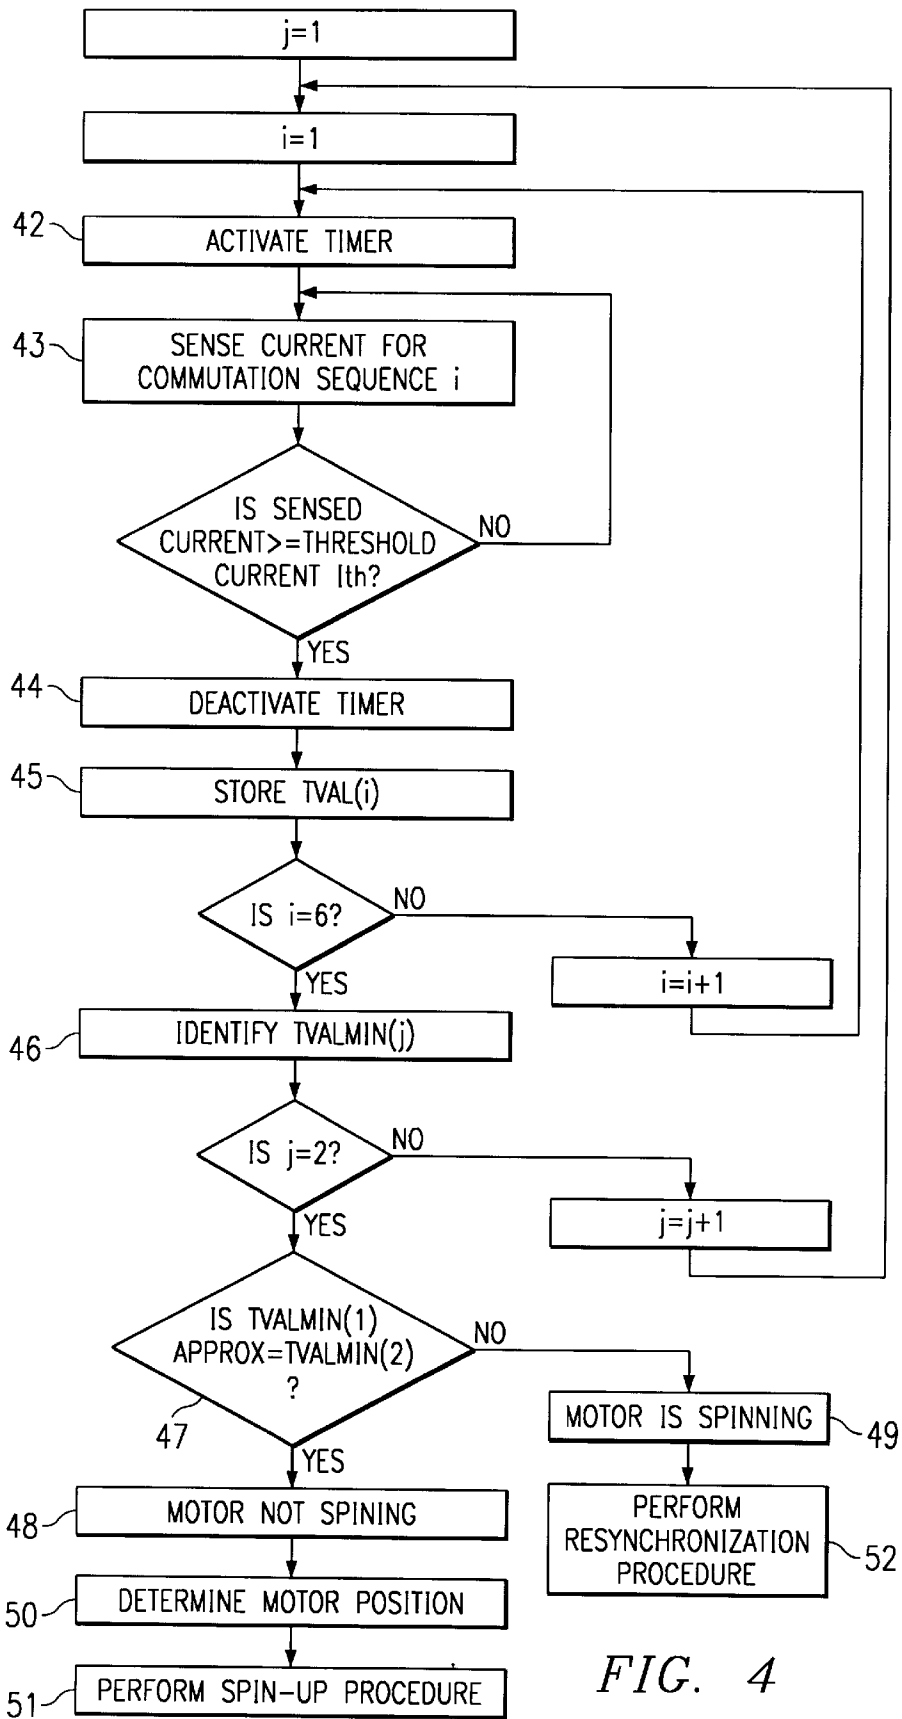 j=1
i=1
42
ACTIVATE TIMER
43
SENSE CURRENT FOR
COMMUTATION SEQUENCE i
IS SENSED
CURRENT>=THRESHOLD
CURRENT Ith?
NO
YES
44
DEACTIVATE TIMER
45
STORE TVAL(i)
IS i=6?
NO
YES
i=i+1
46
IDENTIFY TVALMIN(j)
IS j=2?
NO
YES
j=j+1
IS TVALMIN(1)
APPROX=TVALMIN(2)
?
NO
47
YES
MOTOR IS SPINNING
49
48
MOTOR NOT SPINING
PERFORM
RESYNCHRONIZATION
PROCEDURE
52
50
DETERMINE MOTOR POSITION
51
PERFORM SPIN-UP PROCEDURE
FIG. 4